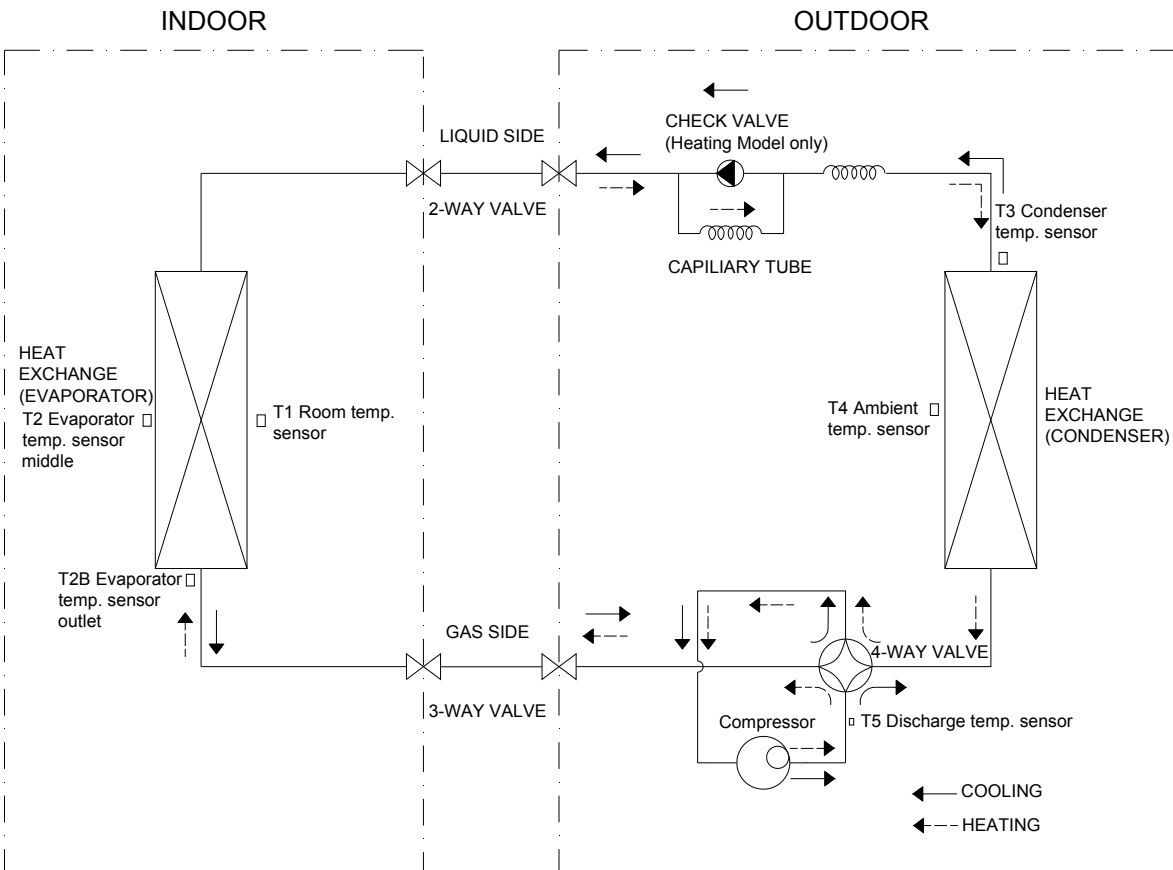 INDOOR
OUTDOOR
LIQUID SIDE
2-WAY VALVE
CHECK VALVE
(Heating Model only)
CAPILIARY TUBE
T3 Condenser
temp. sensor
HEAT
EXCHANGE
(EVAPORATOR)
T2 Evaporator
temp. sensor
middle
T1 Room temp.
sensor
T4 Ambient
temp. sensor
HEAT
EXCHANGE
(CONDENSER)
T2B Evaporator
temp. sensor
outlet
GAS SIDE
3-WAY VALVE
4-WAY VALVE
Compressor
T5 Discharge temp. sensor
COOLING
HEATING